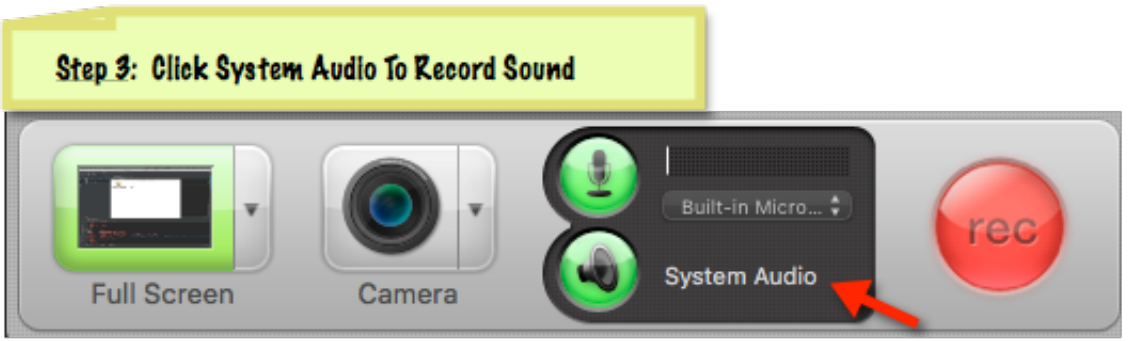 Step 3: Click System Audio To Record Sound
Built-in Micro...
rec
System Audio
Full Screen
Camera